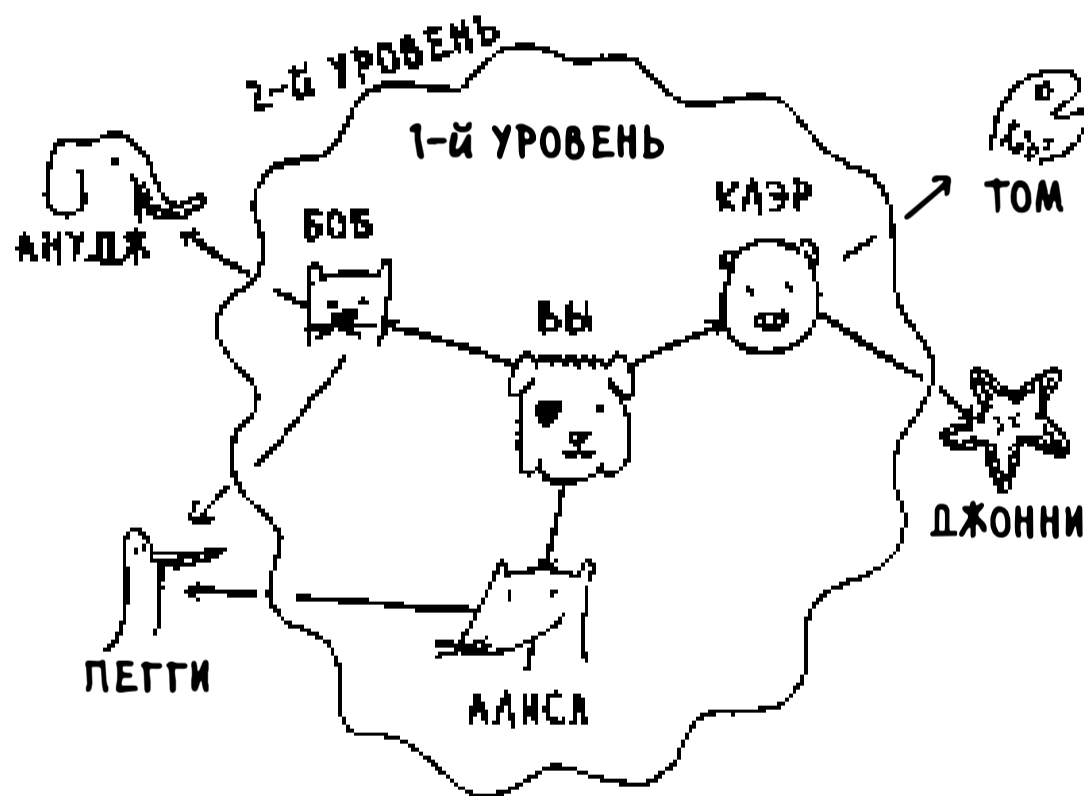 2-й УРОВЕНЬ
1-й УРОВЕНЬ
ТОМ
КЛЭР
АНУДЖ
БОБ
ВЫ
ДЖОННИ
ПЕГГИ
АЛИСА